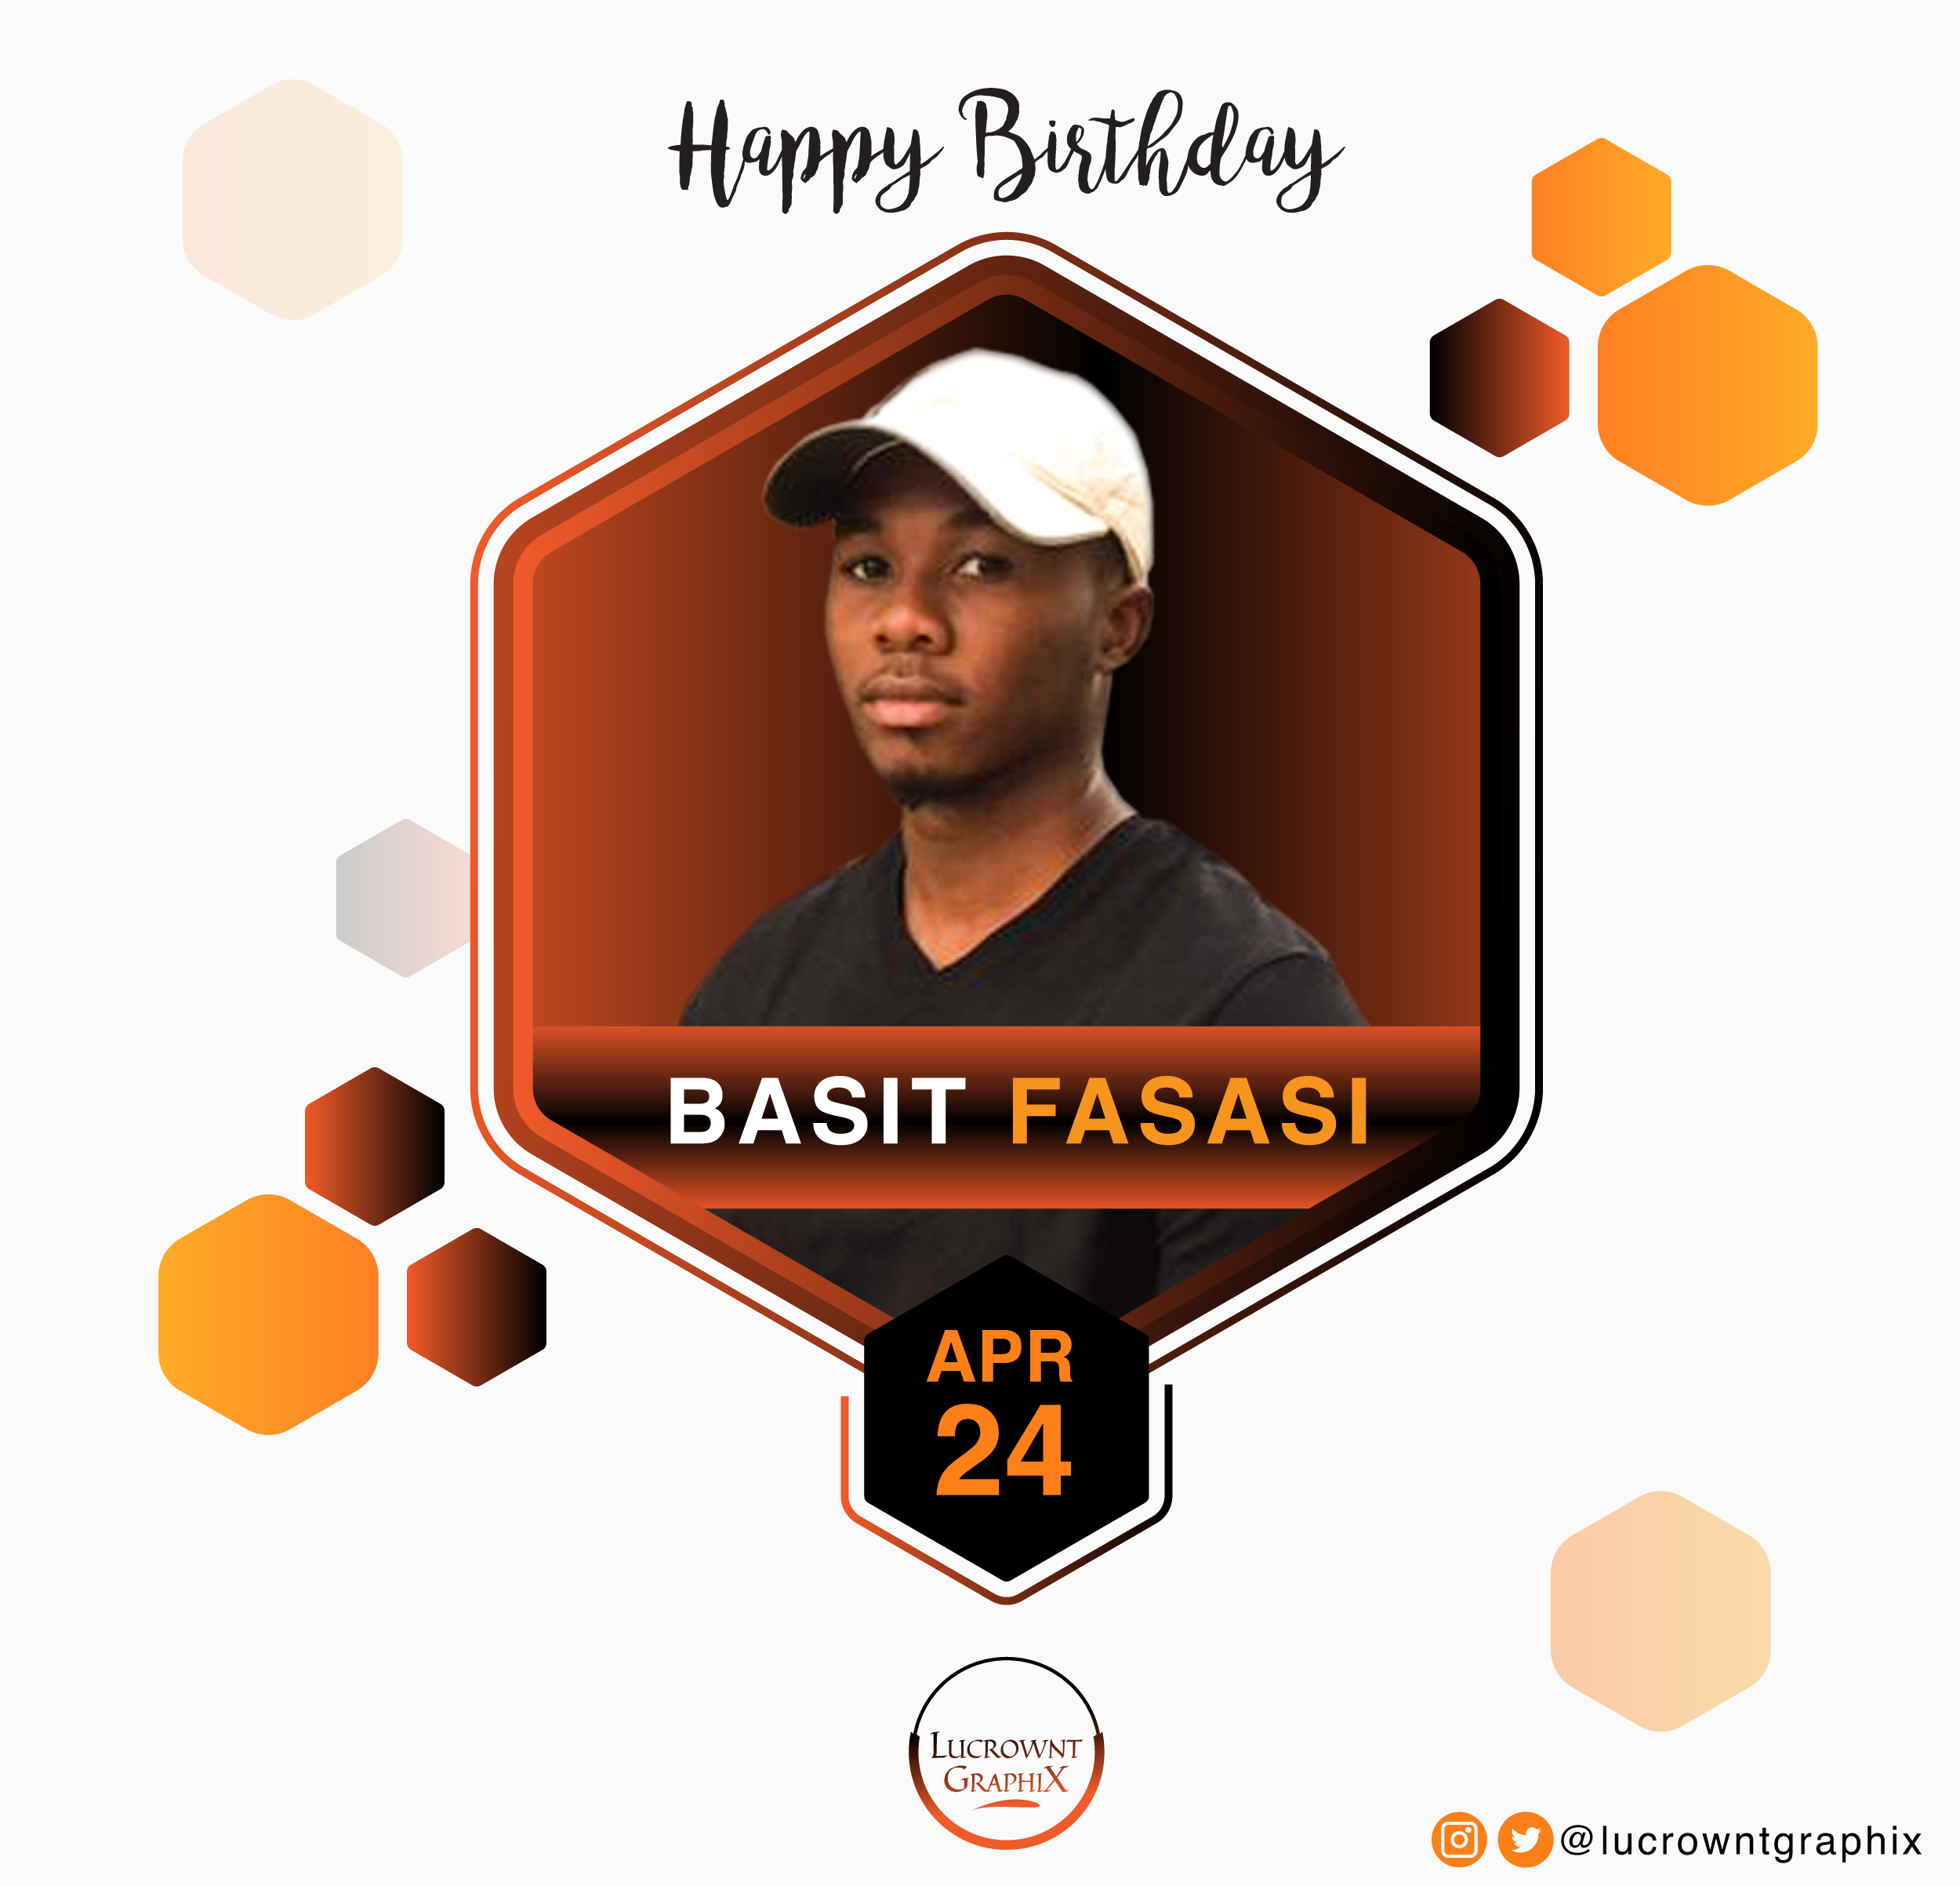 Happy Birthday
BASIT FASASI
APR
24
LUCROWNT
GRAPHIX
@lucrowntgraphix